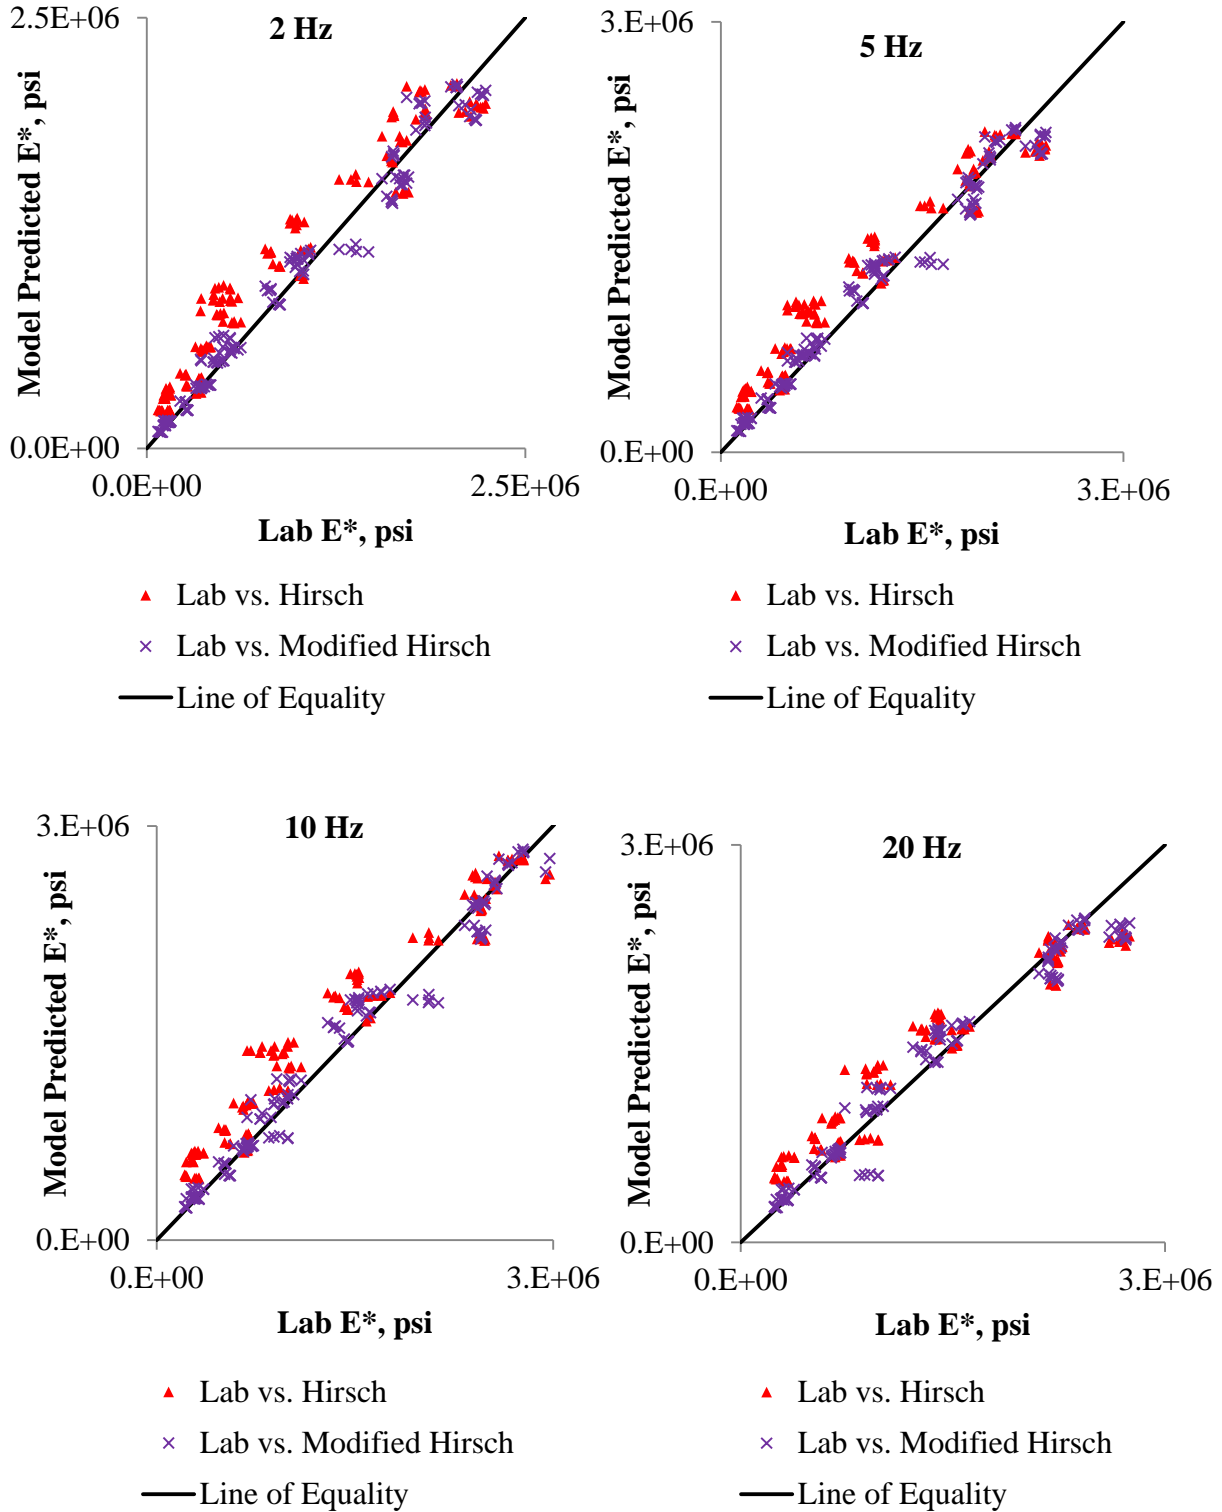 2 Hz
2.5E+06
Model Predicted E*, psi
0.0E+00
0.0E+00
2.5E+06
Lab E*, psi
Lab vs. Hirsch
Lab vs. Modified Hirsch
Line of Equality
5 Hz
3.E+06
Model Predicted E*, psi
0.E+00
0.E+00
3.E+06
Lab E*, psi
Lab vs. Hirsch
Lab vs. Modified Hirsch
Line of Equality
10 Hz
3.E+06
Model Predicted E*, psi
0.E+00
0.E+00
3.E+06
Lab E*, psi
Lab vs. Hirsch
Lab vs. Modified Hirsch
Line of Equality
20 Hz
3.E+06
Model Predicted E*, psi
0.E+00
0.E+00
3.E+06
Lab E*, psi
Lab vs. Hirsch
Lab vs. Modified Hirsch
Line of Equality